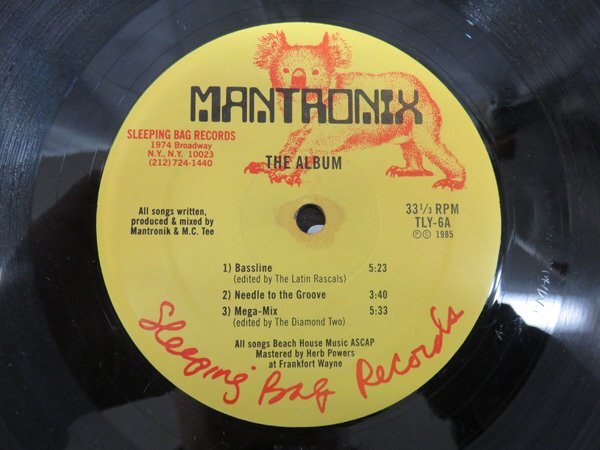 MANTRONIX
SLEEPING BAG RECORDS
1974 Broadway
N.Y., N.Y. 10023
(212) 724-1440
THE ALBUM
All songs written,
produced & mixed by
Mantronik & M.C. Tee
33 1/3 RPM
TLY-6A
© ℗ 1985
1) Bassline 5:23
(edited by The Latin Rascals)
2) Needle to the Groove 3:40
3) Mega-Mix 5:33
(edited by The Diamond Two)
All songs Beach House Music ASCAP
Mastered by Herb Powers
at Frankfort Wayne
Sleeping Bag Records